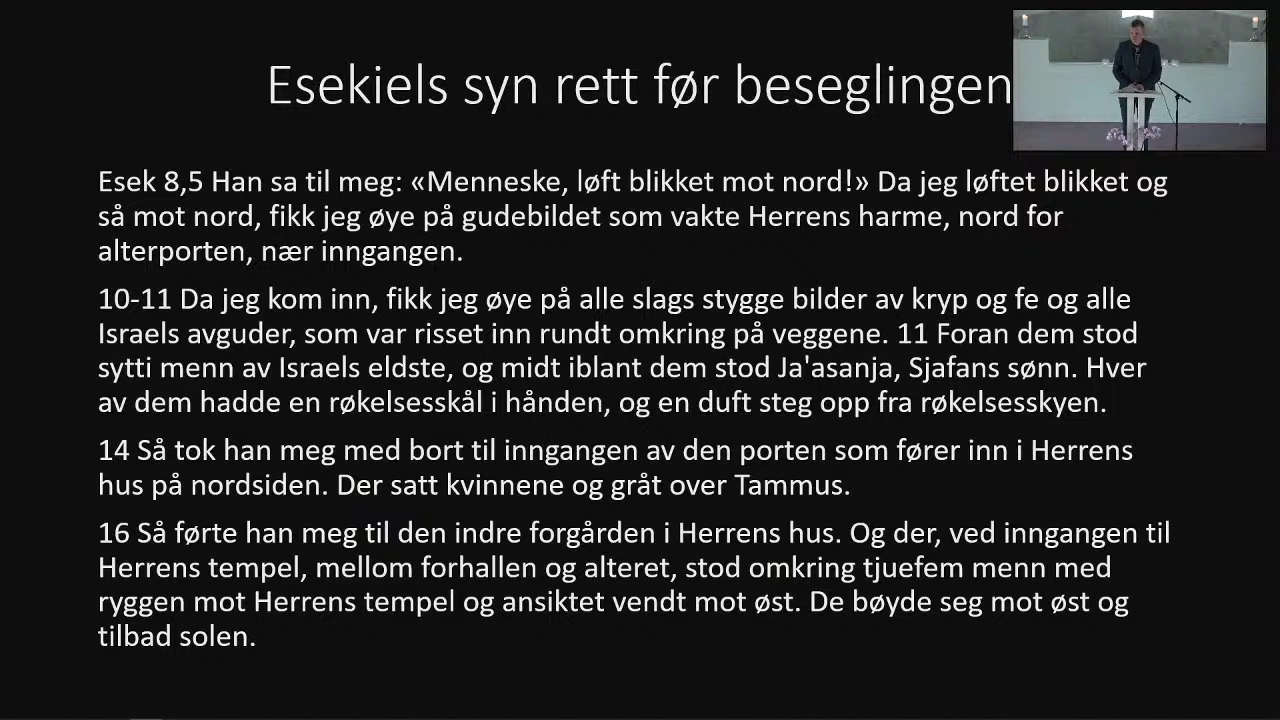 Esekiels syn rett før beseglingen
Esek 8,5 Han sa til meg: «Menneske, løft blikket mot nord!» Da jeg løftet blikket og
så mot nord, fikk jeg øye på gudebildet som vakte Herrens harme, nord for
alterporten, nær inngangen.
10-11 Da jeg kom inn, fikk jeg øye på alle slags stygge bilder av kryp og fe og alle
Israels avguder, som var risset inn rundt omkring på veggene. 11 Foran dem stod
sytti menn av Israels eldste, og midt iblant dem stod Ja'asanja, Sjafans sønn. Hver
av dem hadde en røkelsesskål i hånden, og en duft steg opp fra røkelsesskyen.
14 Så tok han meg med bort til inngangen av den porten som fører inn i Herrens
hus på nordsiden. Der satt kvinnene og gråt over Tammus.
16 Så førte han meg til den indre forgården i Herrens hus. Og der, ved inngangen til
Herrens tempel, mellom forhallen og alteret, stod omkring tjuefem menn med
ryggen mot Herrens tempel og ansiktet vendt mot øst. De bøyde seg mot øst og
tilbad solen.